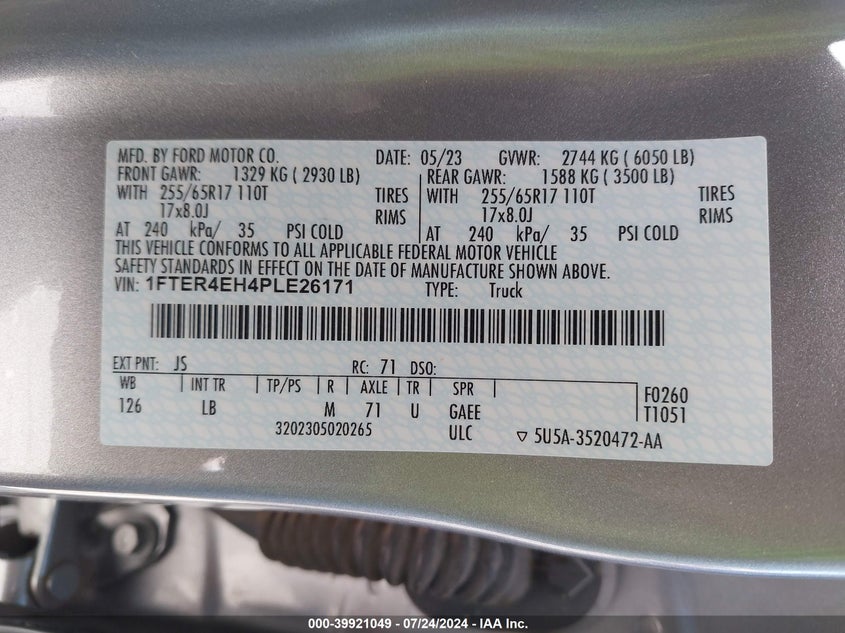 MFD. BY FORD MOTOR CO. DATE: 05/23 GVWR: 2744 KG ( 6050 LB)
FRONT GAWR: 1329 KG ( 2930 LB) REAR GAWR: 1588 KG ( 3500 LB)
WITH 255/65R17 110T TIRES WITH 255/65R17 110T TIRES
17x8.0J RIMS 17x8.0J RIMS
AT 240 kPa/ 35 PSI COLD AT 240 kPa/ 35 PSI COLD
THIS VEHICLE CONFORMS TO ALL APPLICABLE FEDERAL MOTOR VEHICLE
SAFETY STANDARDS IN EFFECT ON THE DATE OF MANUFACTURE SHOWN ABOVE.
VIN: 1FTER4EH4PLE26171 TYPE: Truck
EXT PNT: JS RC: 71 DSO:
WB INT TR TP/PS R AXLE TR SPR F0260
126 LB M 71 U GAEE T1051
3202305020265 ULC ▽ 5U5A-3520472-AA
000-39921049 - 07/24/2024 - IAA Inc.